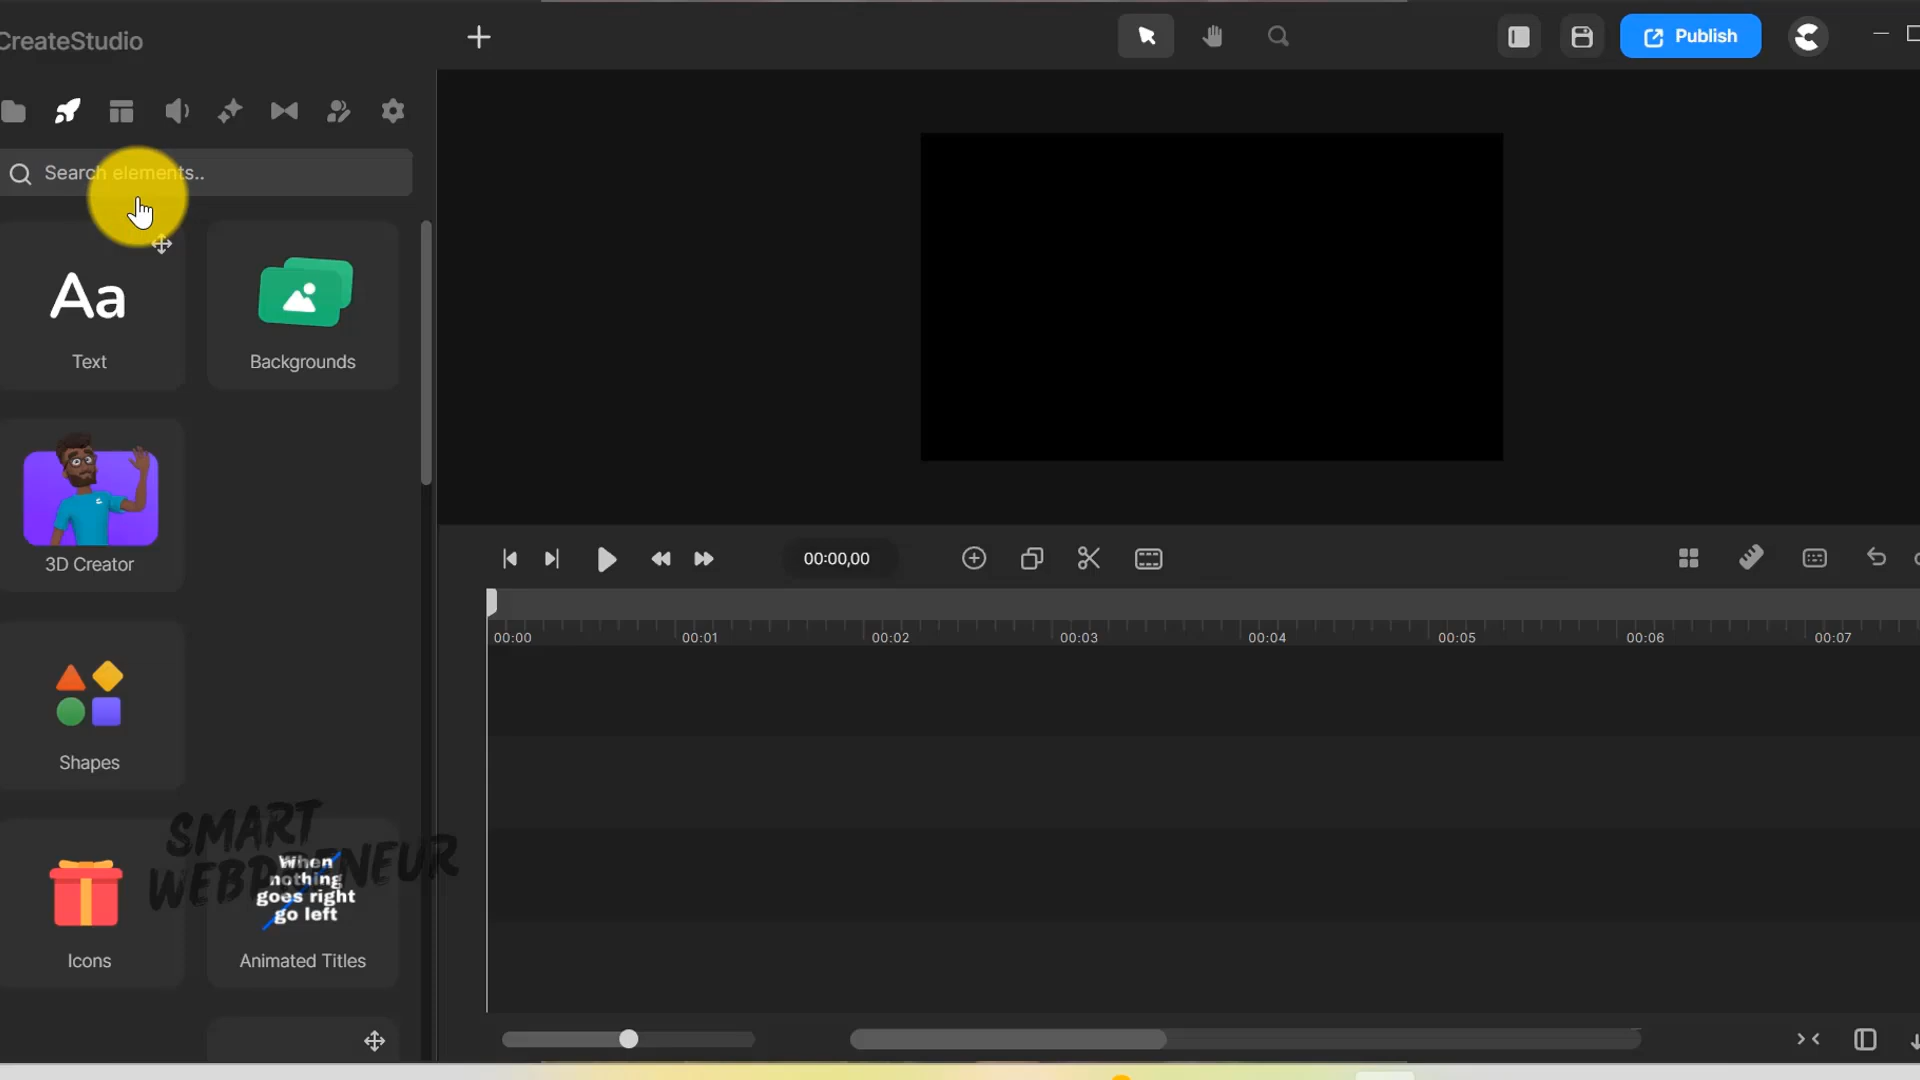 CreateStudio
Publish
Search elements..
Aa
Text
Backgrounds
3D Creator
Shapes
00:00,00
00:00
00:01
00:02
00:03
00:04
00:05
00:06
00:07
SMART
WEBPRENEUR
When
nothing
goes right
go left
Icons
Animated Titles